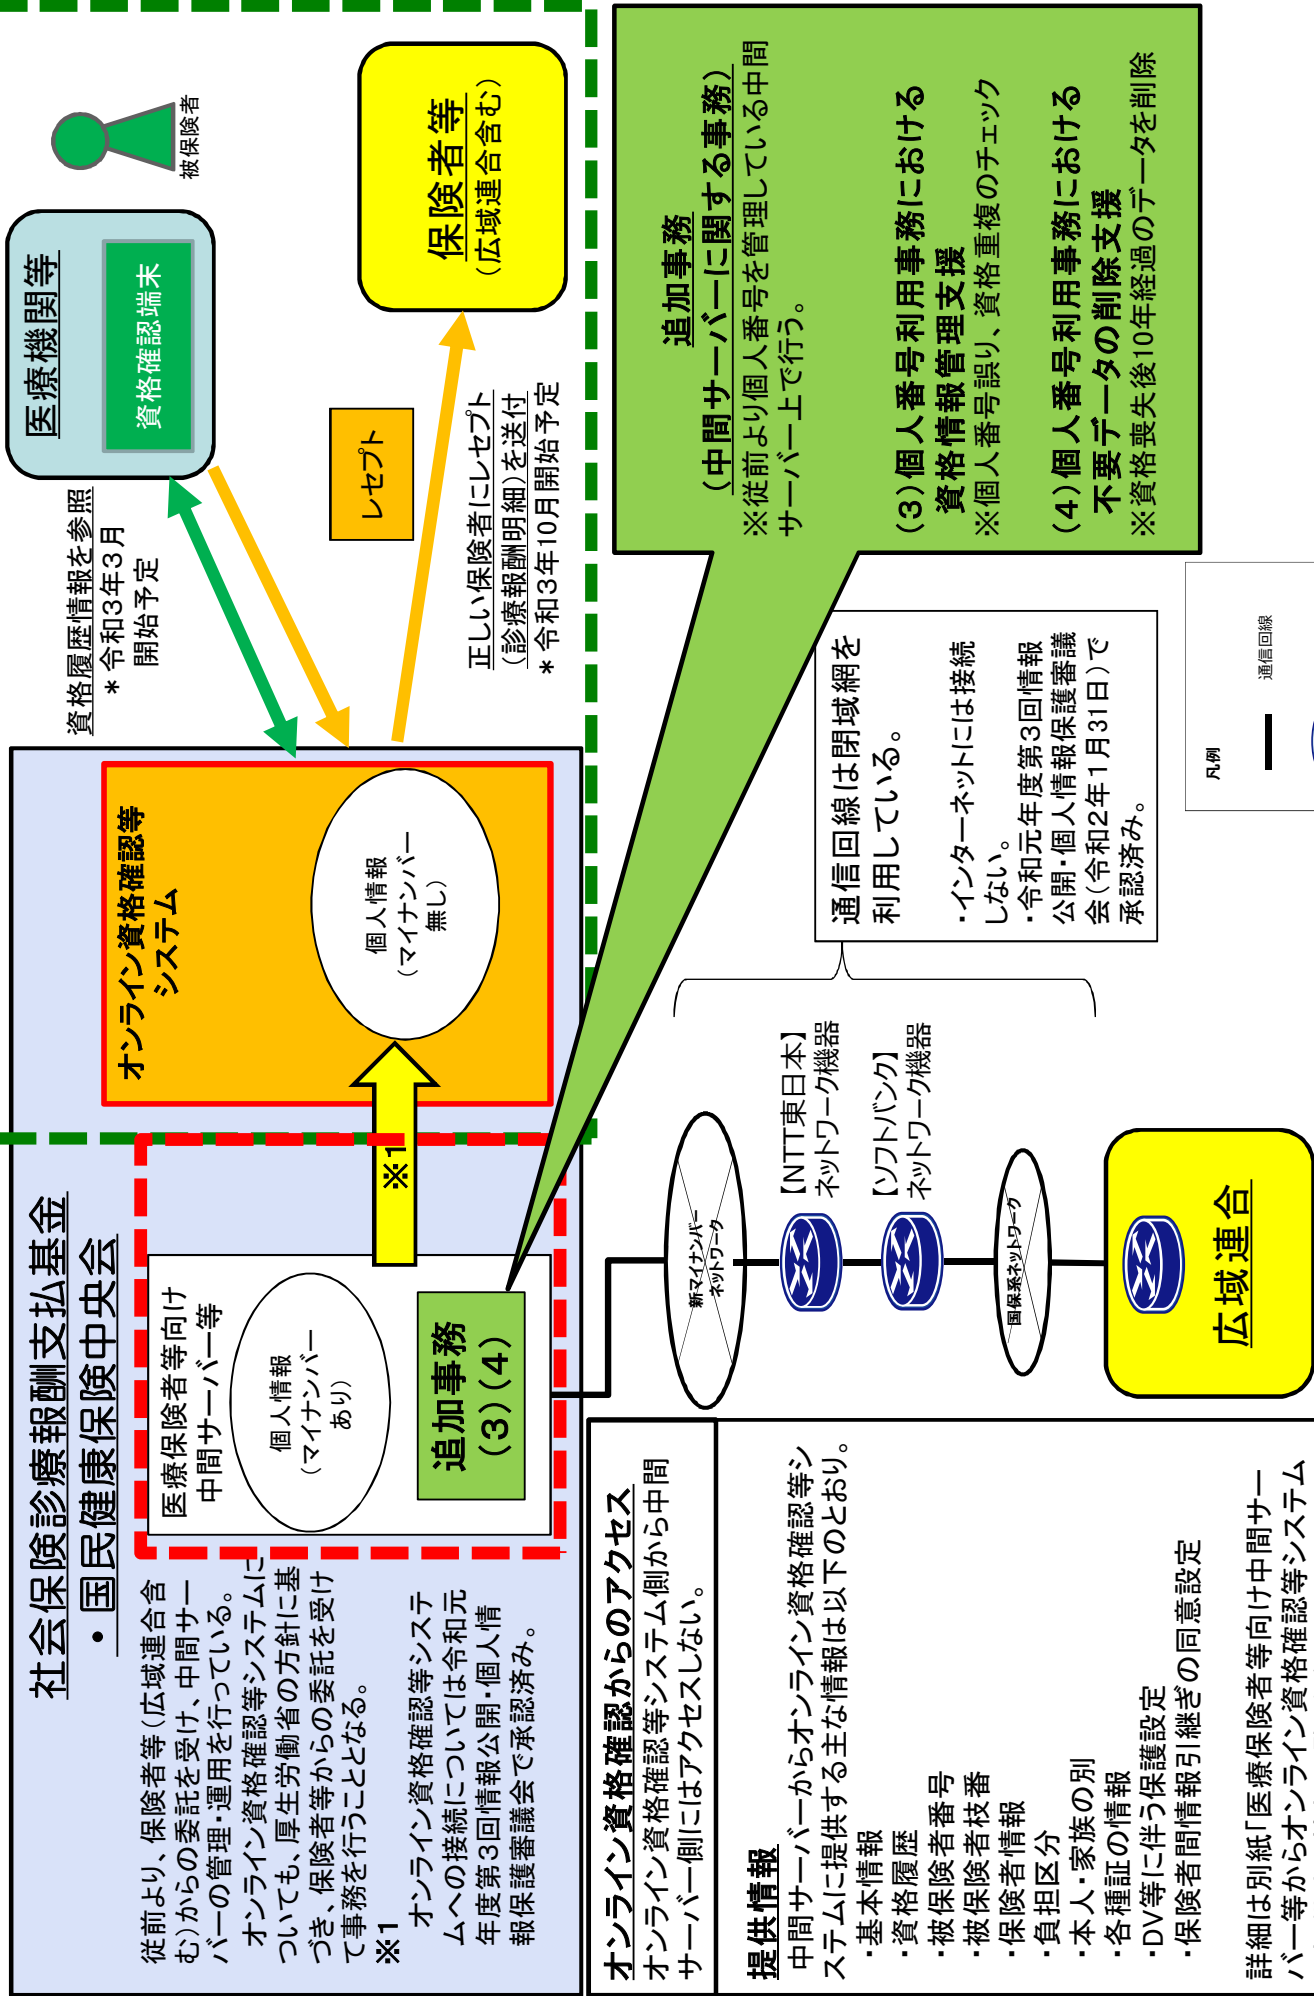 社会保険診療報酬支払基金
・国民健康保険中央会
従前より、保険者等(広域連合含
む)からの委託を受け、中間サー
バーの管理・運用を行っている。
オンライン資格確認等システムに
ついても、厚生労働省の方針に基
づき、保険者等からの委託を受け
て事務を行うこととなる。
※1
オンライン資格確認等システ
ムへの接続については令和元
年度第3回情報公開・個人情
報保護審議会で承認済み。
医療保険者等向け
中間サーバー等
個人情報
(マイナンバー
あり)
追加事務
(3)(4)
※1
オンライン資格確認等
システム
個人情報
(マイナンバー
無し)
資格履歴情報を参照
*令和3年3月
開始予定
医療機関等
資格確認端末
被保険者
レセプト
正しい保険者にレセプト
(診療報酬明細)を送付
*令和3年10月開始予定
保険者等
(広域連合含む)
オンライン資格確認からのアクセス
オンライン資格確認等システム側から中間
サーバー側にはアクセスしない。
提供情報
中間サーバーからオンライン資格確認等シ
ステムに提供する主な情報は以下のとおり。
・基本情報
・資格履歴
・被保険者番号
・被保険者枝番
・保険者情報
・負担区分
・本人・家族の別
・各種証の情報
・DV等に伴う保護設定
・保険者間情報引継ぎの同意設定
詳細は別紙「医療保険者等向け中間サー
バー等からオンライン資格確認等システム
新マイナンバー
ネットワーク
【NTT東日本】
ネットワーク機器
【ソフトバンク】
ネットワーク機器
国保系ネットワーク
広域連合
通信回線は閉域網を
利用している。
・インターネットには接続
しない。
・令和元年度第3回情報
公開・個人情報保護審議
会(令和2年1月31日)で
承認済み。
追加事務
(中間サーバーに関する事務)
※従前より個人番号を管理している中間
サーバー上で行う。
(3)個人番号利用事務における
資格情報管理支援
※個人番号誤り、資格重複のチェック
(4)個人番号利用事務における
不要データの削除支援
※資格喪失後10年経過のデータを削除
凡例
通信回線